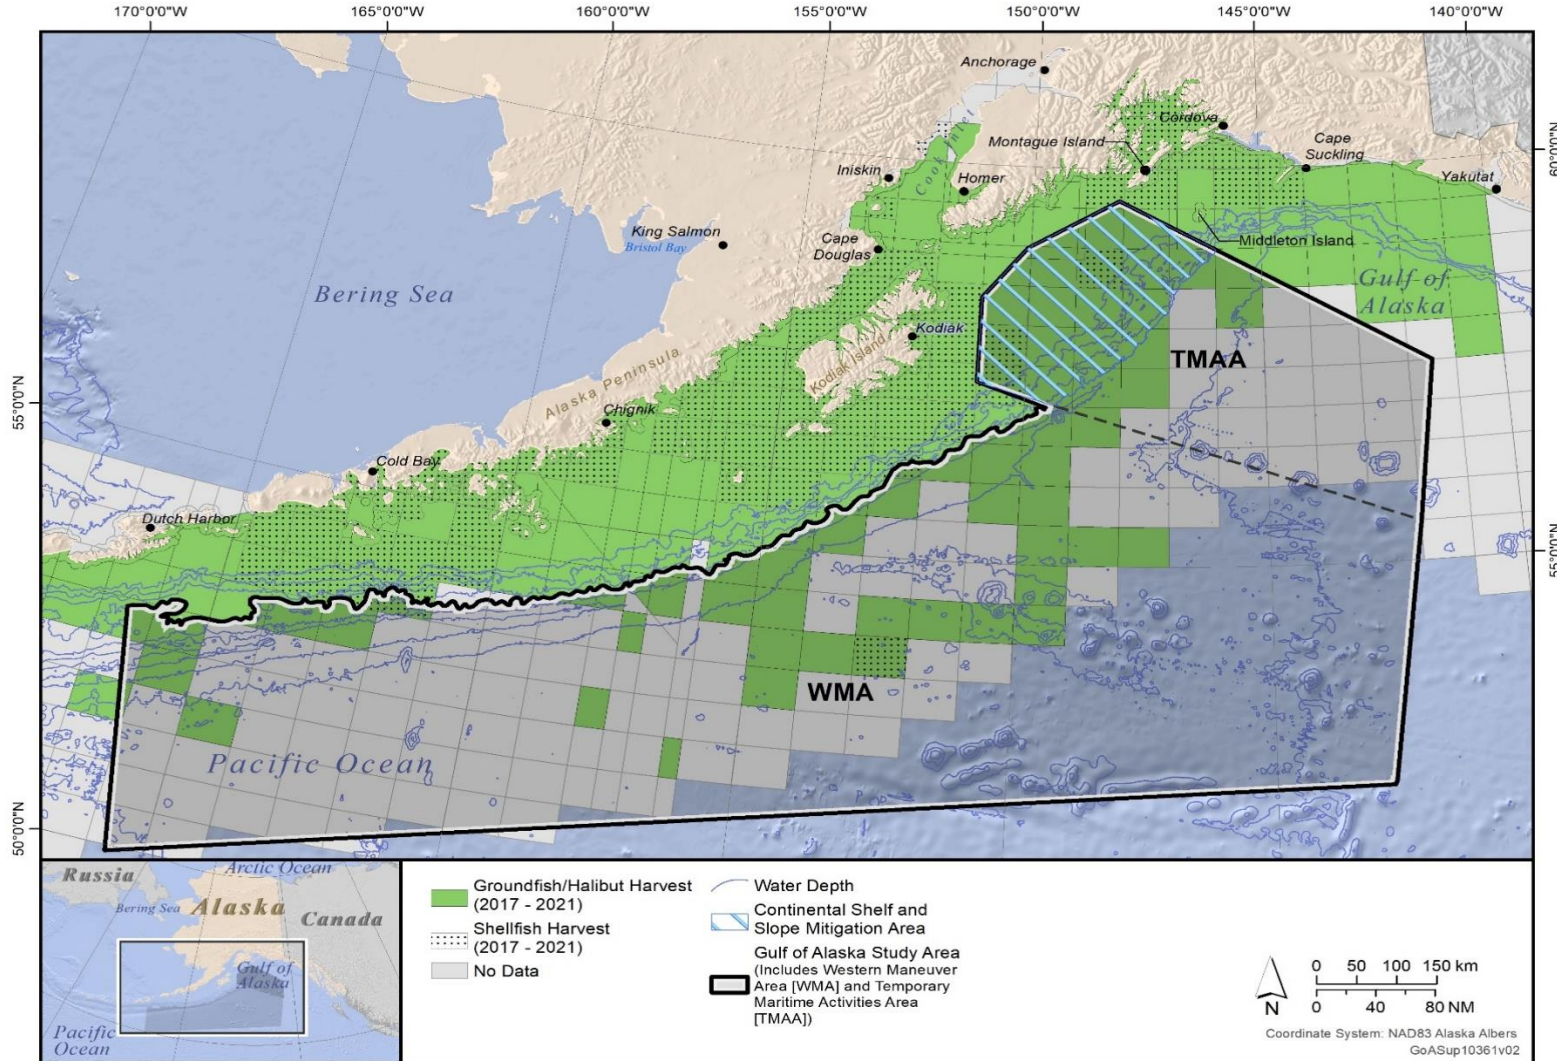 170°0'0"W
165°0'0"W
160°0'0"W
155°0'0"W
150°0'0"W
145°0'0"W
140°0'0"W
Anchorage
Cordova
Montague Island
Cape
Suckling
60°0'0"N
Iniskin
Cook Inlet
Homer
Yakutat
King Salmon
Bristol Bay
Cape
Douglas
Middleton Island
Bering Sea
Gulf of
Alaska
Kodiak
Kodiak Island
TMAA
Alaska Peninsula
55°0'0"N
Chignik
Cold Bay
Dutch Harbor
55°0'0"N
WMA
Pacific Ocean
50°0'0"N
Arctic Ocean
Russia
Bering Sea
Alaska
Canada
Gulf of
Alaska
Pacific
Ocean
Groundfish/Halibut Harvest
(2017 - 2021)
Shellfish Harvest
(2017 - 2021)
No Data
Water Depth
Continental Shelf and
Slope Mitigation Area
Gulf of Alaska Study Area
(Includes Western Maneuver
Area [WMA] and Temporary
Maritime Activities Area
[TMAA])
N
0 50 100 150 km
0 40 80 NM
Coordinate System: NAD83 Alaska Albers
GoASup10361v02